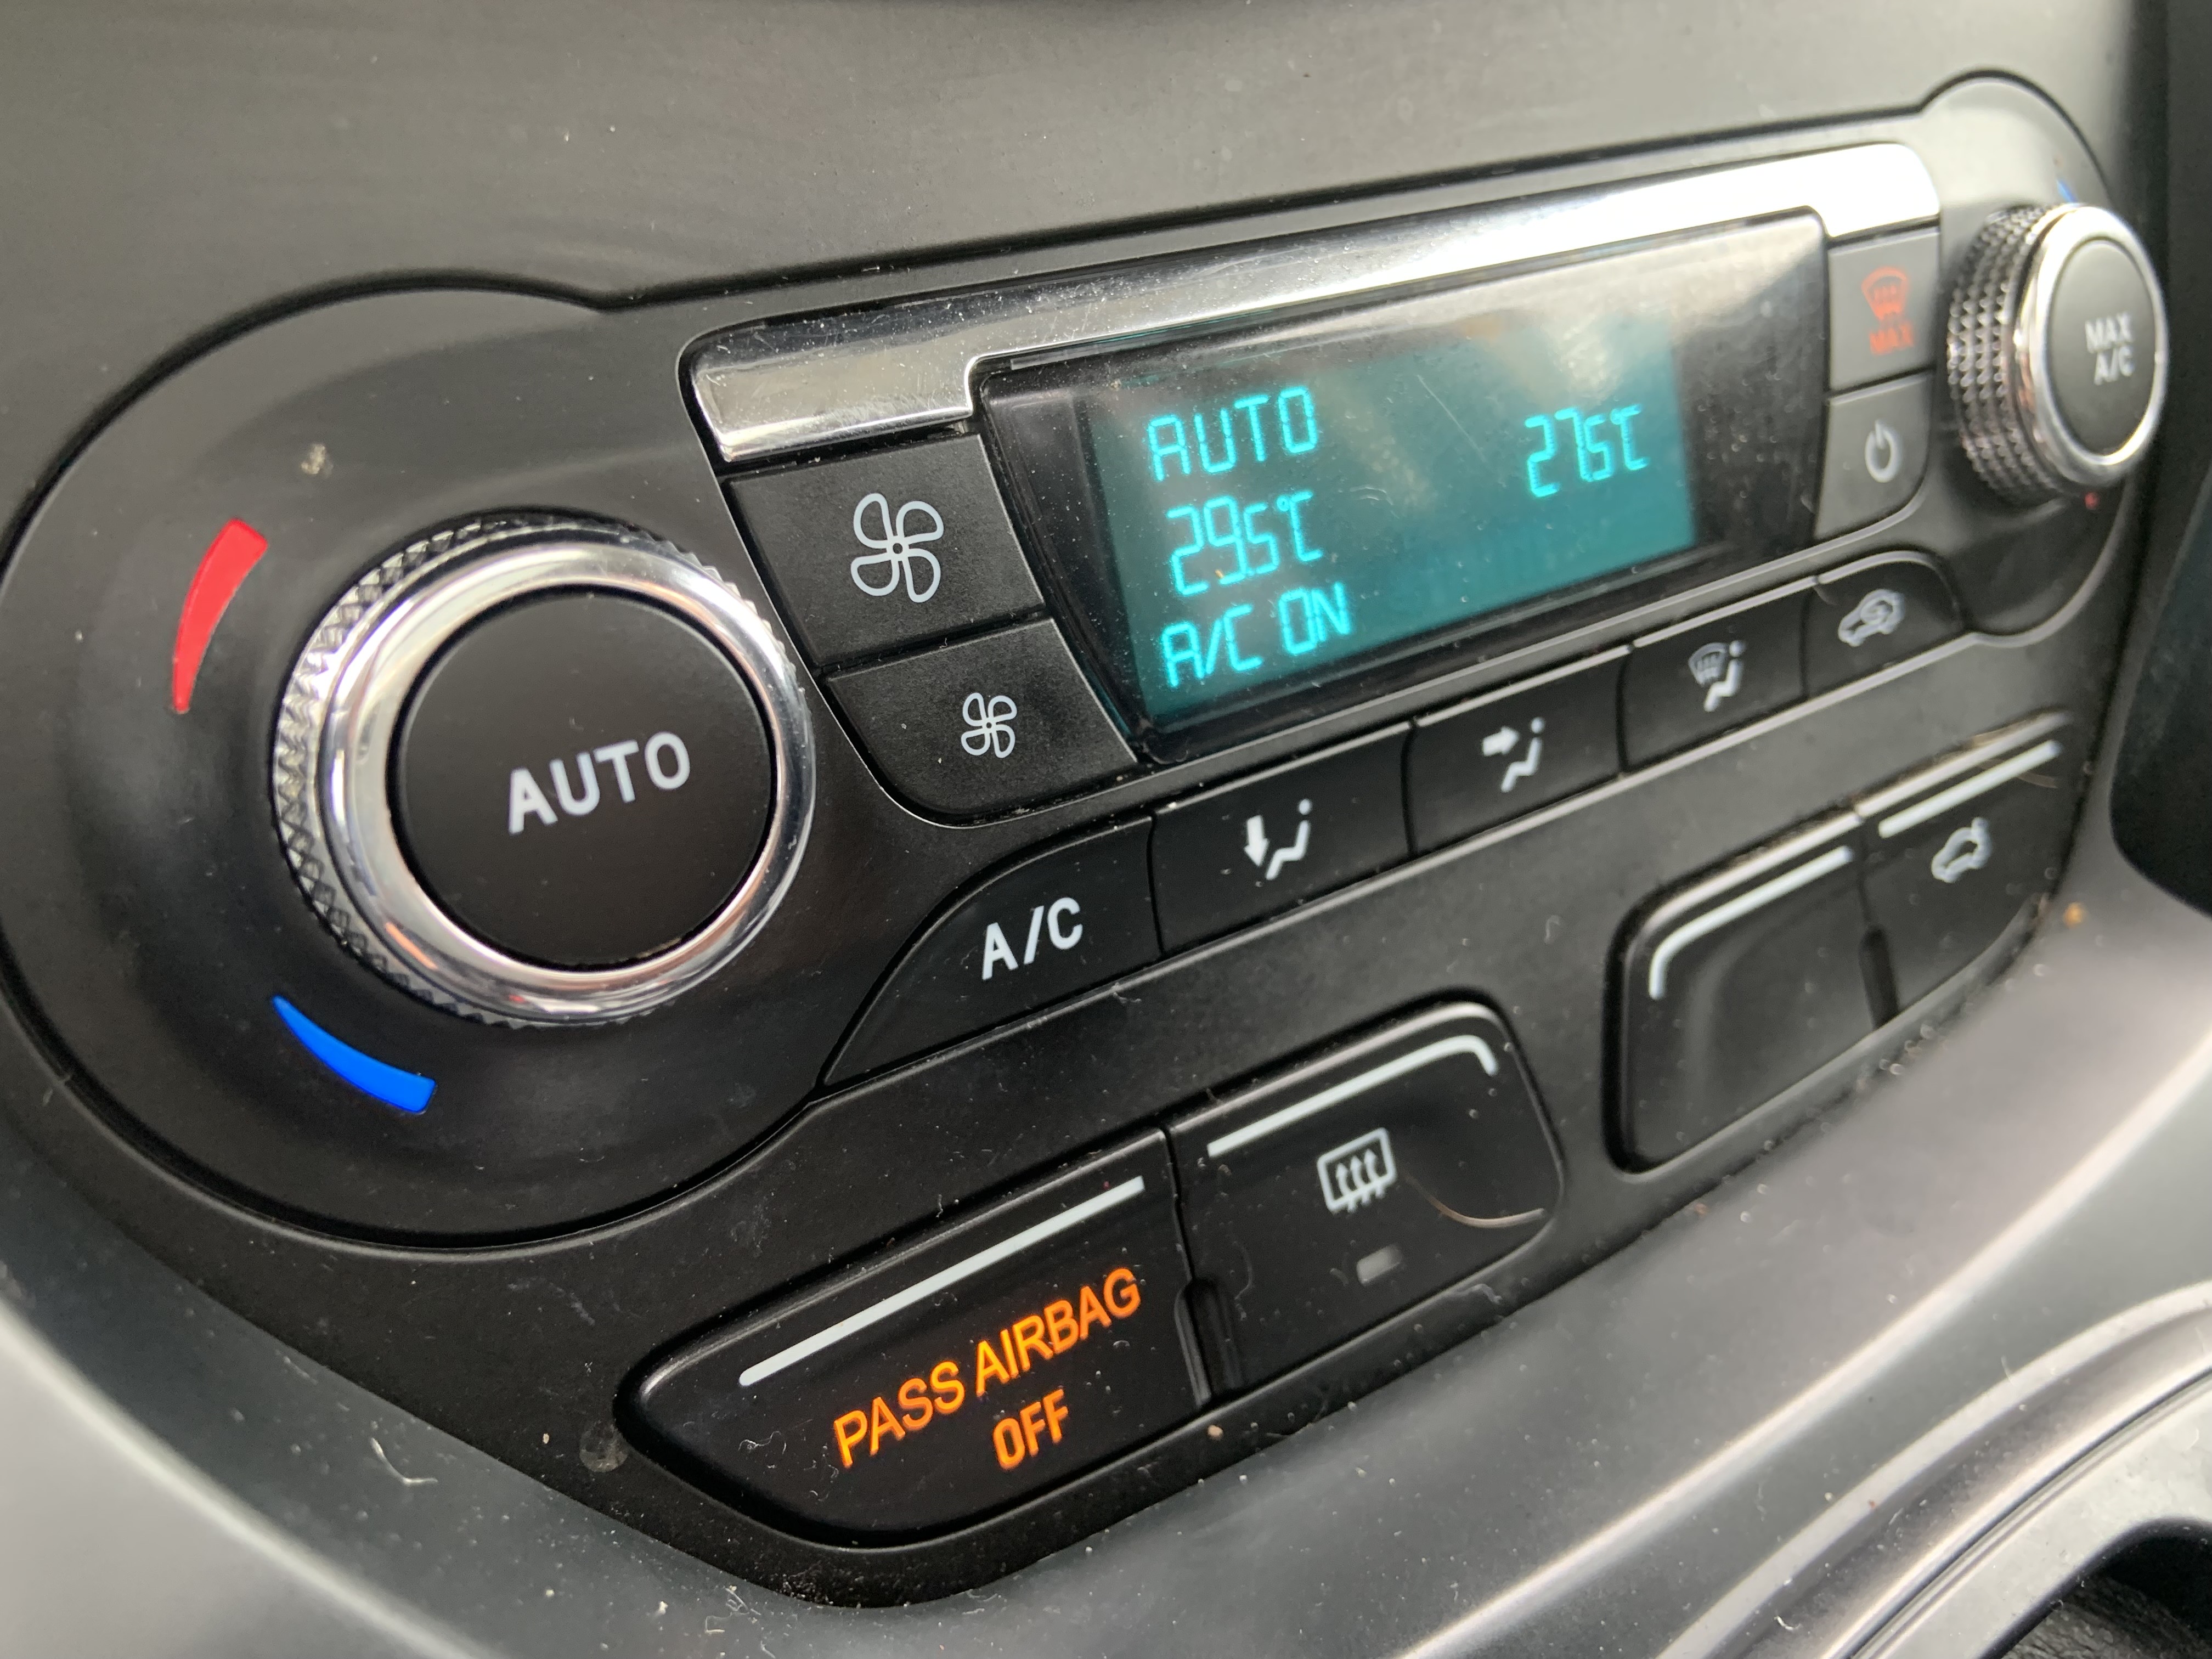 AUTO
29.5°C
27.5°C
A/C ON
MAX
MAX
A/C
AUTO
A/C
PASS AIRBAG
OFF